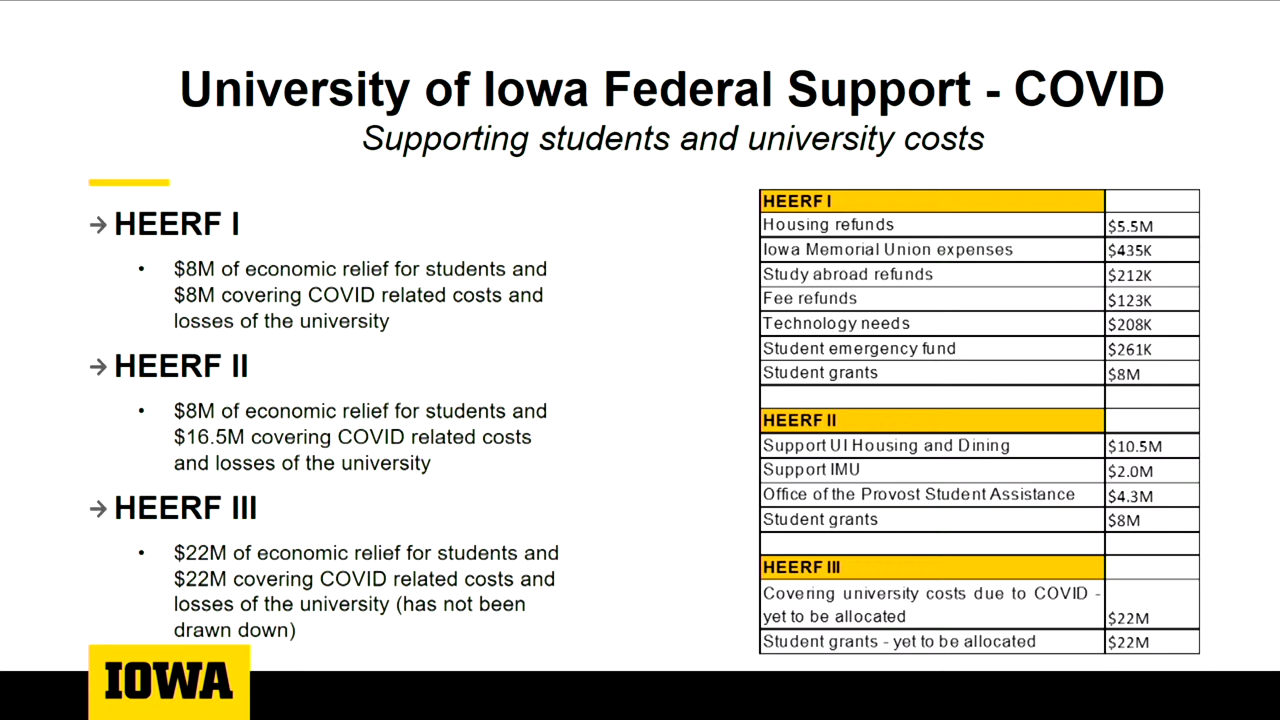 University of Iowa Federal Support - COVID
Supporting students and university costs
→ HEERF I
• $8M of economic relief for students and
$8M covering COVID related costs and
losses of the university
→ HEERF II
• $8M of economic relief for students and
$16.5M covering COVID related costs
and losses of the university
→ HEERF III
• $22M of economic relief for students and
$22M covering COVID related costs and
losses of the university (has not been
drawn down)
HEERF I
Housing refunds $5.5M
Iowa Memorial Union expenses $435K
Study abroad refunds $212K
Fee refunds $123K
Technology needs $208K
Student emergency fund $261K
Student grants $8M
HEERF II
Support UI Housing and Dining $10.5M
Support IMU $2.0M
Office of the Provost Student Assistance $4.3M
Student grants $8M
HEERF III
Covering university costs due to COVID -
yet to be allocated $22M
Student grants - yet to be allocated $22M
IOWA